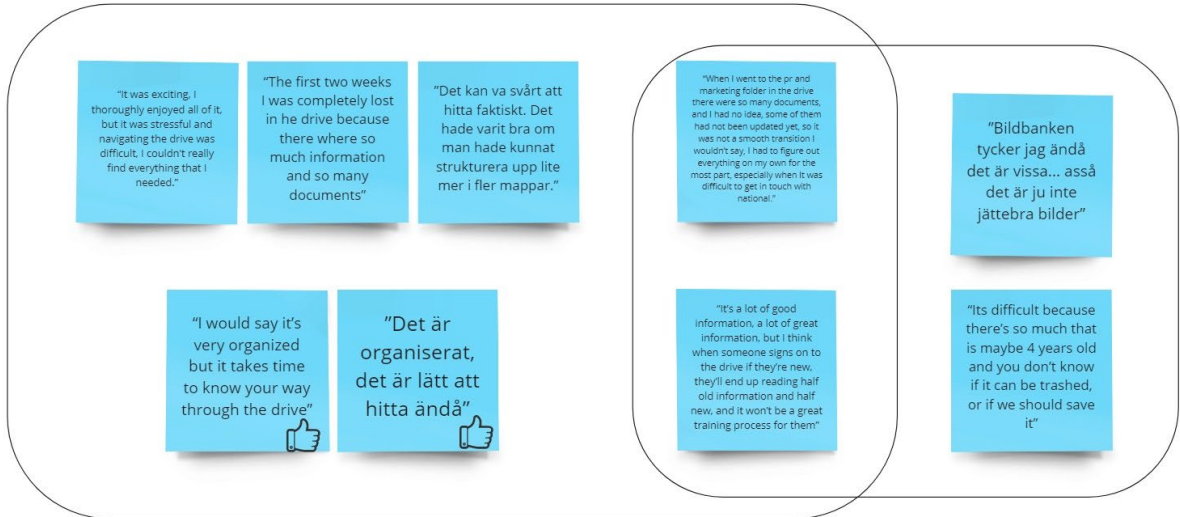 "It was exciting, I
thoroughly enjoyed all of it,
but it was stressful and
navigating the drive was
difficult, I couldn't really
find everything that I
needed."
"The first two weeks
I was completely lost
in he drive because
there where so
much information
and so many
documents"
"Det kan va svårt att
hitta faktiskt. Det
hade varit bra om
man hade kunnat
strukturera upp lite
mer i fler mappar."
"When I went to the pr and
marketing folder in the drive
there were so many documents,
and I had no idea, some of them
had not been updated yet, so it
was not a smooth transition I
wouldn't say, I had to figure out
everything on my own for the
most part, especially when it was
difficult to get in touch with
national."
"Bildbanken
tycker jag ändå
det är vissa... asså
det är ju inte
jättebra bilder"
"I would say it's
very organized
but it takes time
to know your way
through the drive"
"Det är
organiserat,
det är lätt att
hitta ändå"
"It's a lot of good
information, a lot of great
information, but I think
when someone signs on to
the drive if they're new,
they'll end up reading half
old information and half
new, and it won't be a great
training process for them"
"Its difficult because
there's so much that
is maybe 4 years old
and you don't know
if it can be trashed,
or if we should save
it"